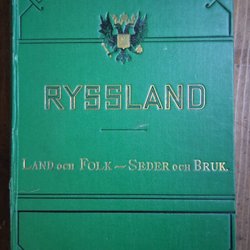 RYSSLAND
LAND OCH FOLK — SEDER OCH BRUK.